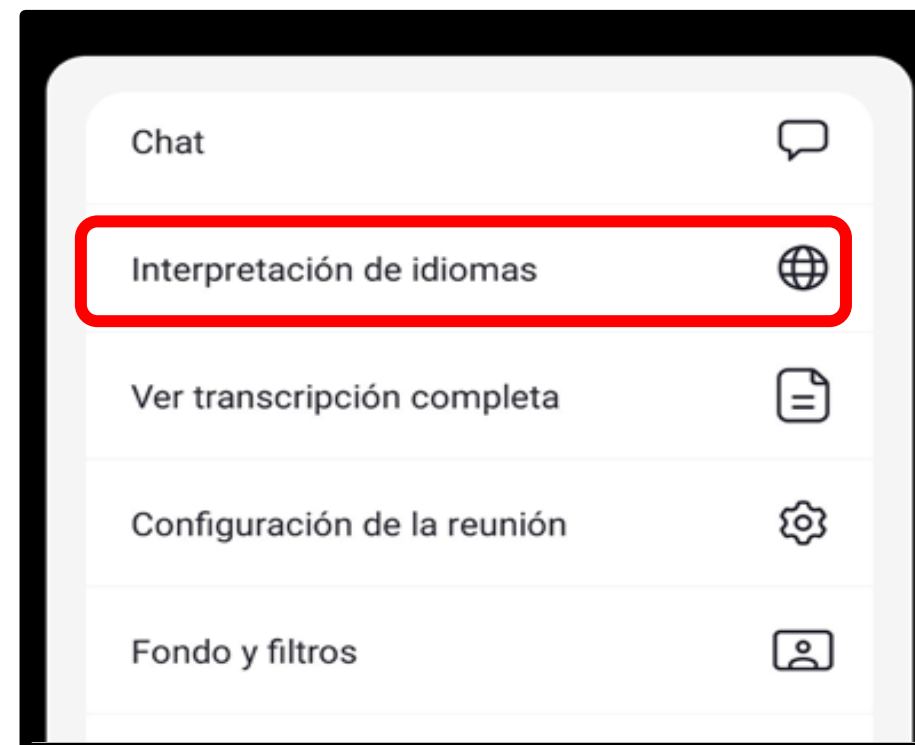 Chat
Interpretación de idiomas
Ver transcripción completa
Configuración de la reunión
Fondo y filtros